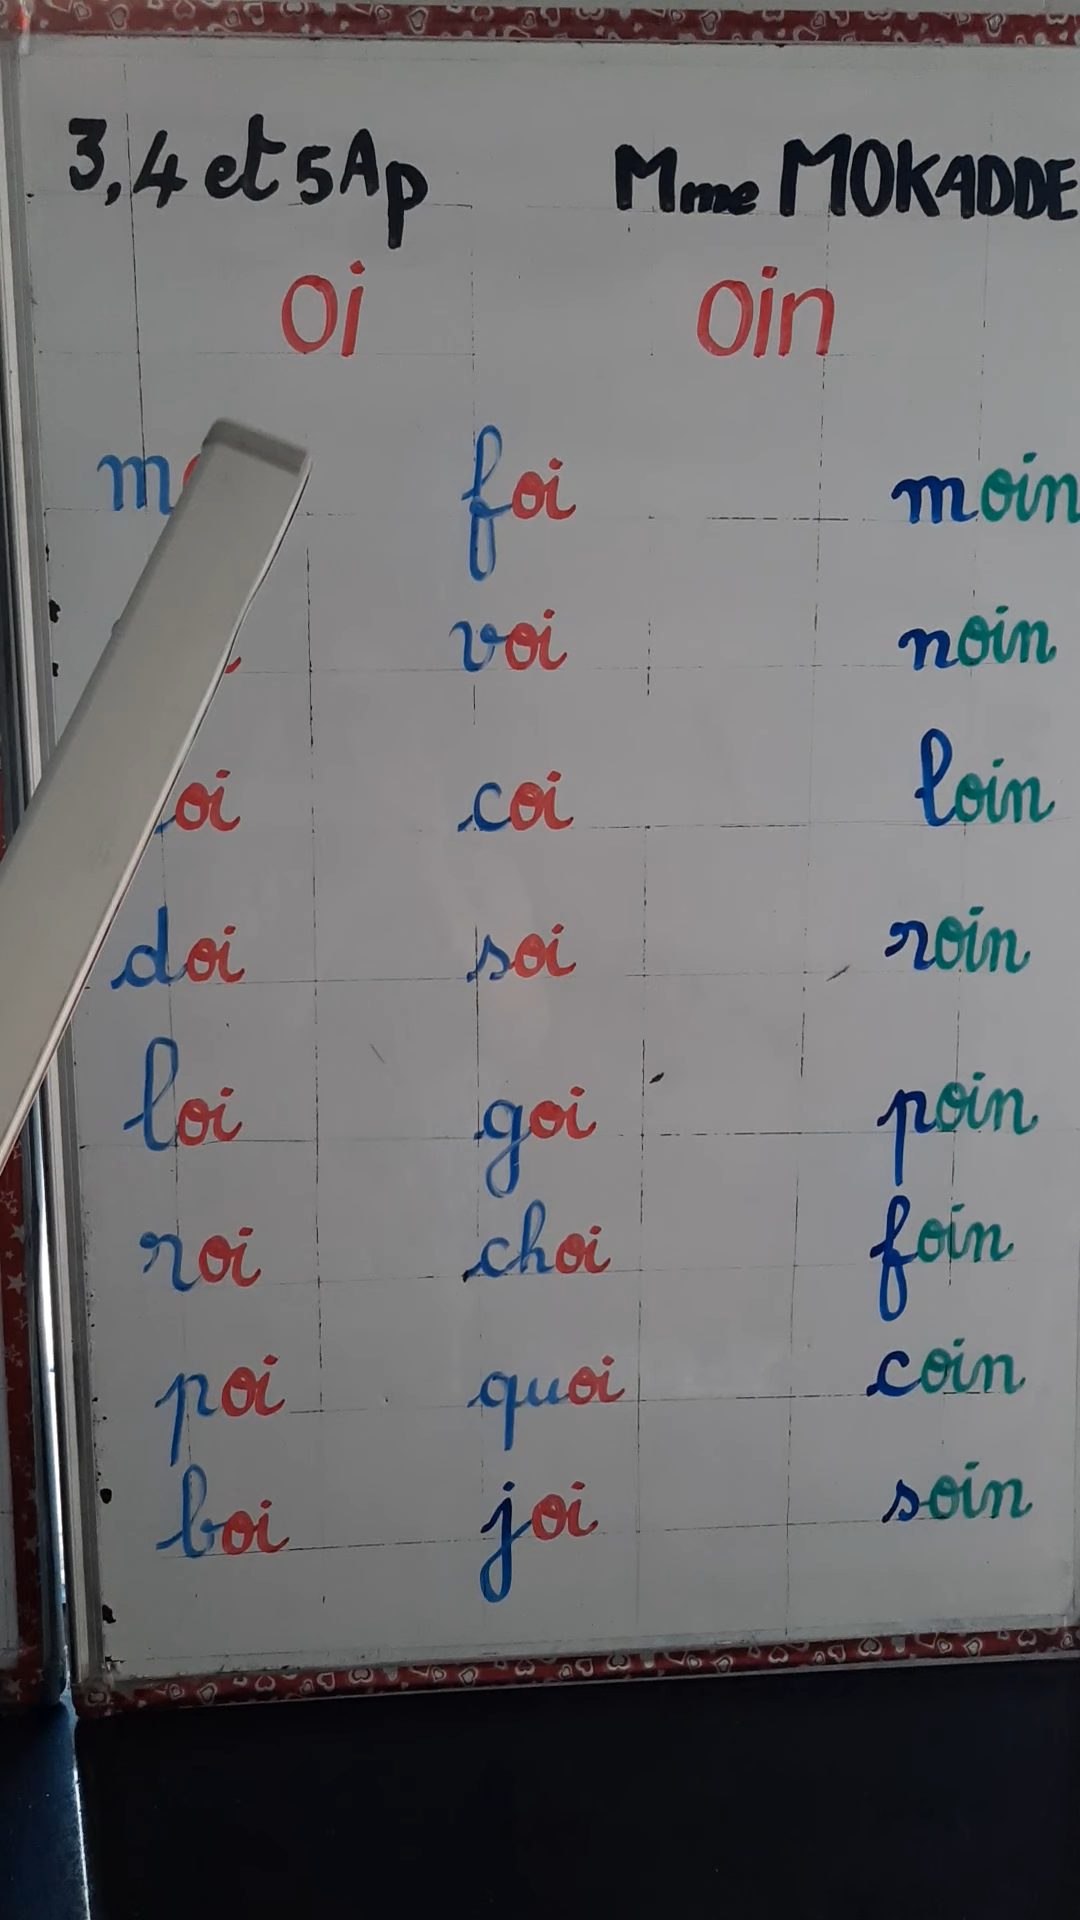 3,4 et 5Ap Mme MOKADDE
oi oin
foi moin
voi noin
oi coi loin
doi soi roin
loi goi poin
roi choi foin
poi quoi coin
boi joi soin